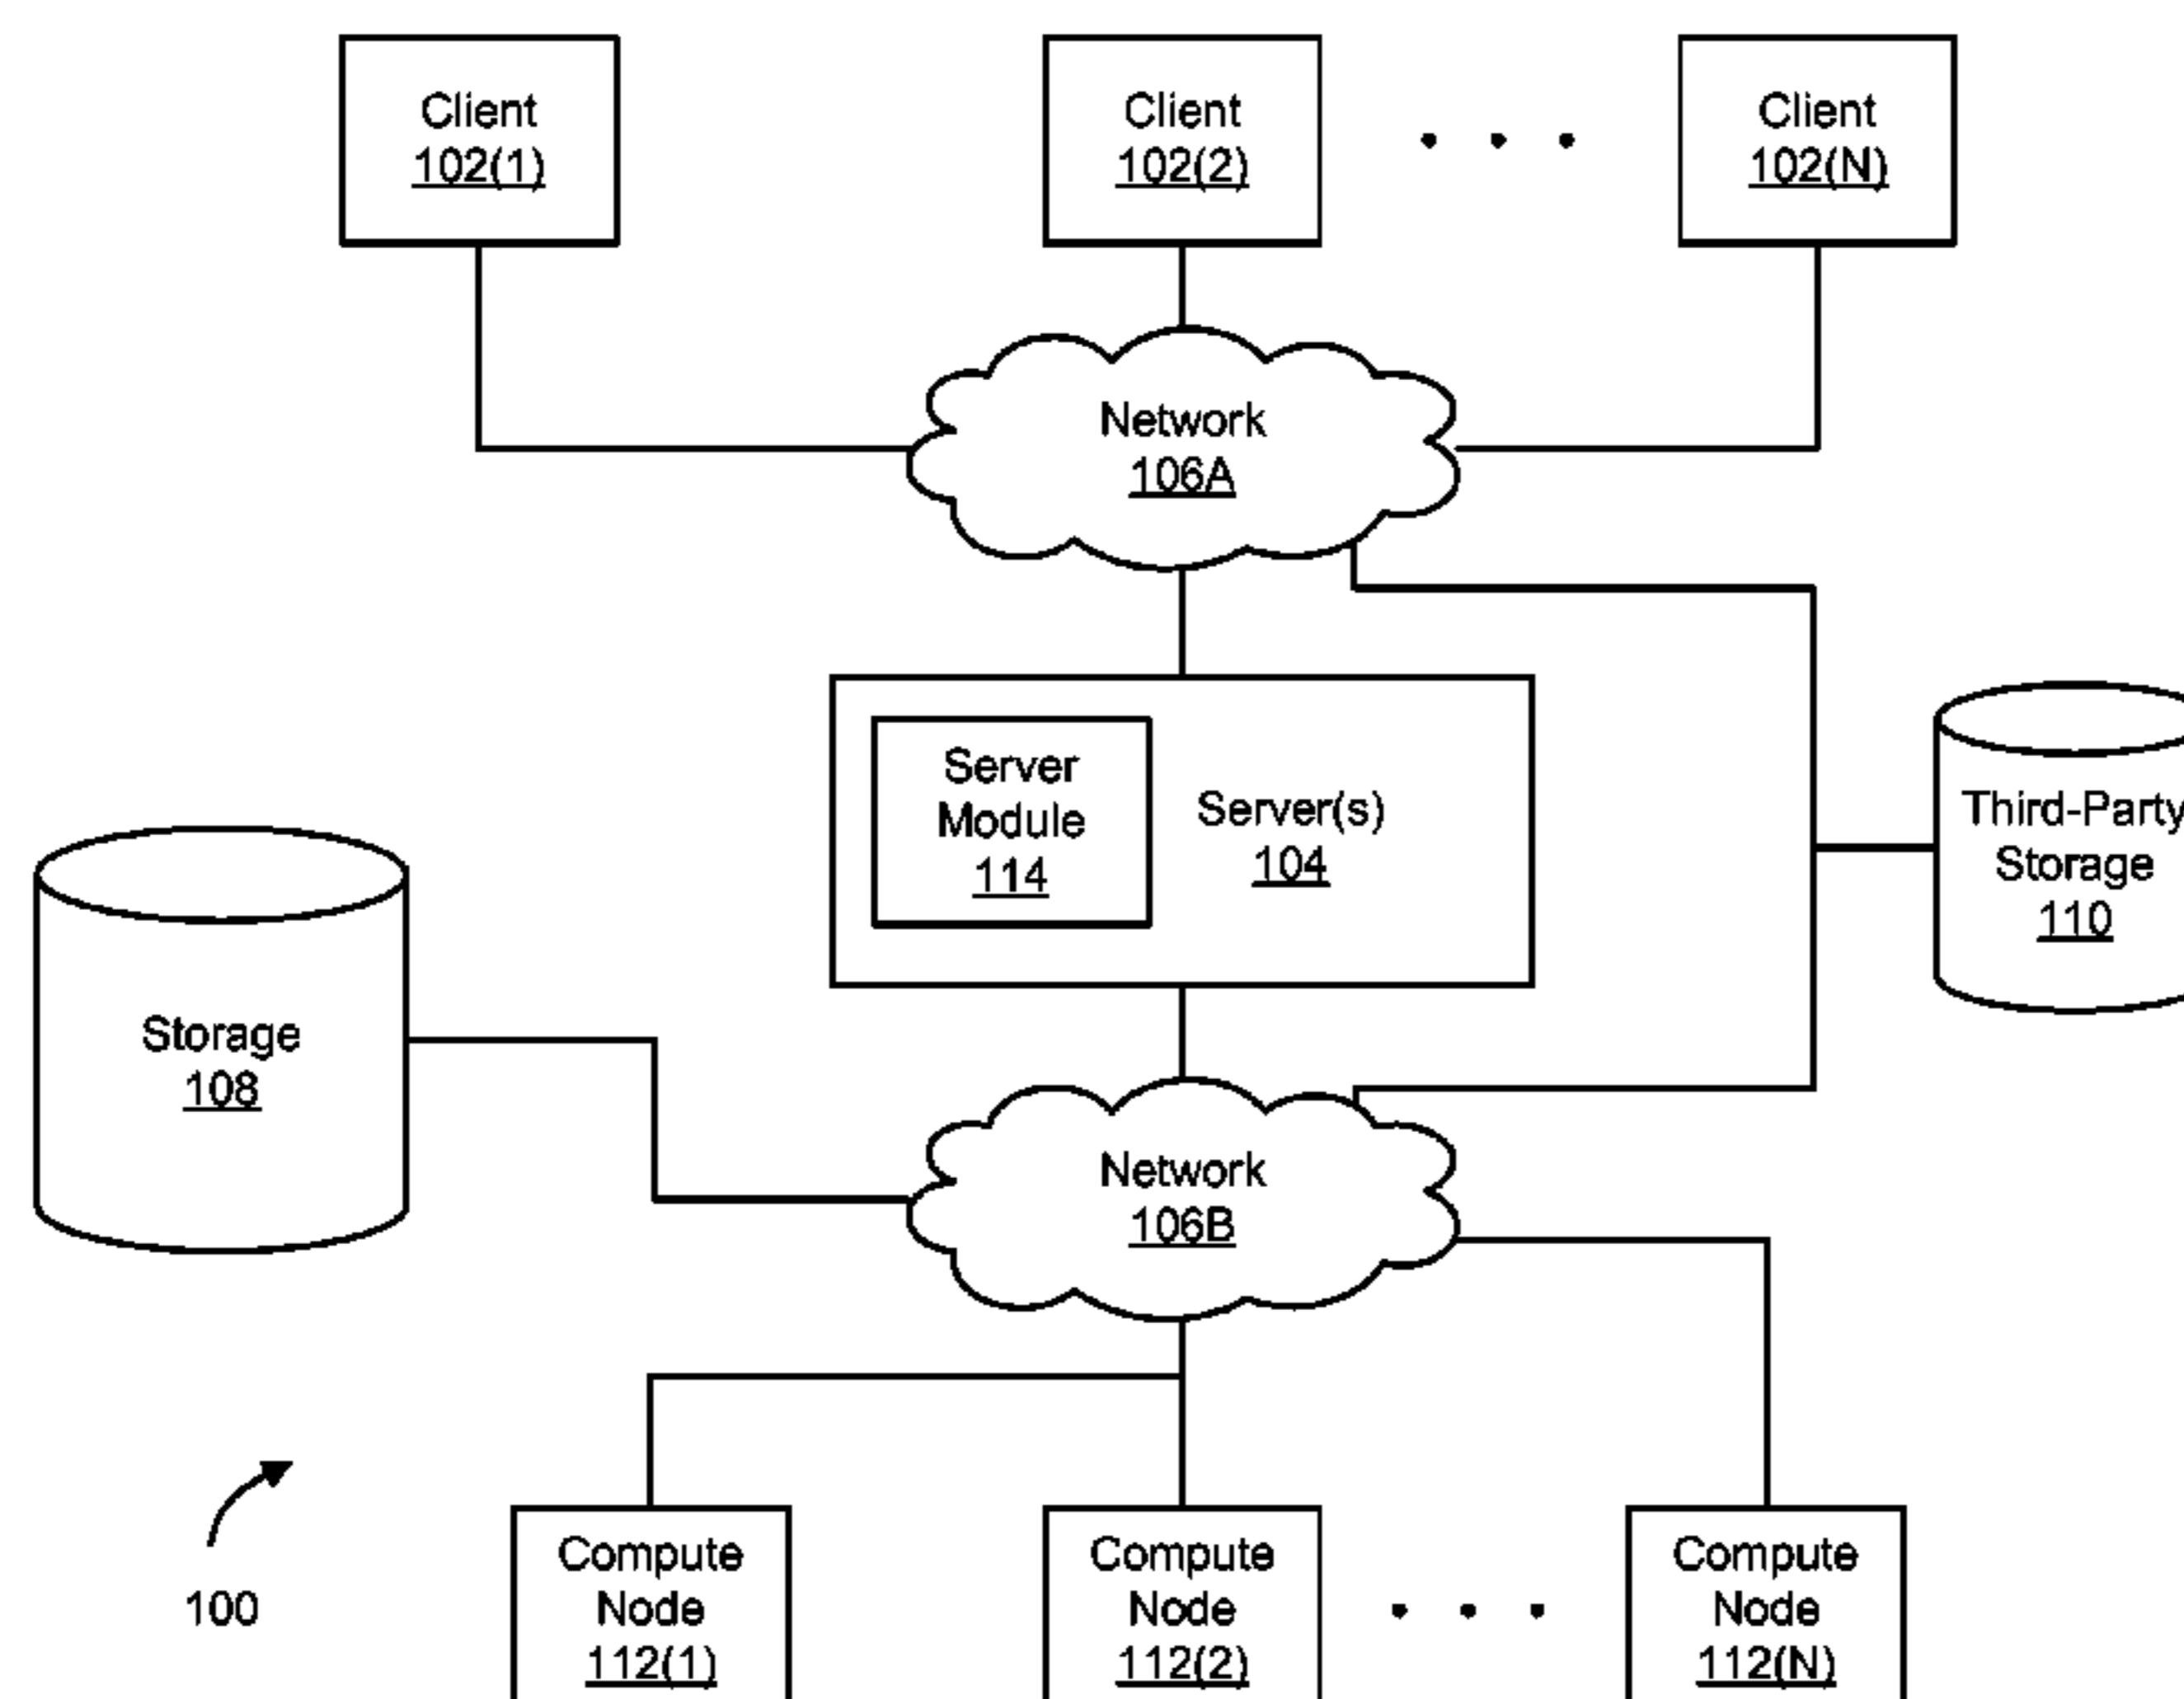 Client
102(1)
Client
102(2)
Client
102(N)
Network
106A
Server
Module
114
Server(s)
104
Third-Party
Storage
110
Storage
108
Network
106B
100
Compute
Node
112(1)
Compute
Node
112(2)
Compute
Node
112(N)